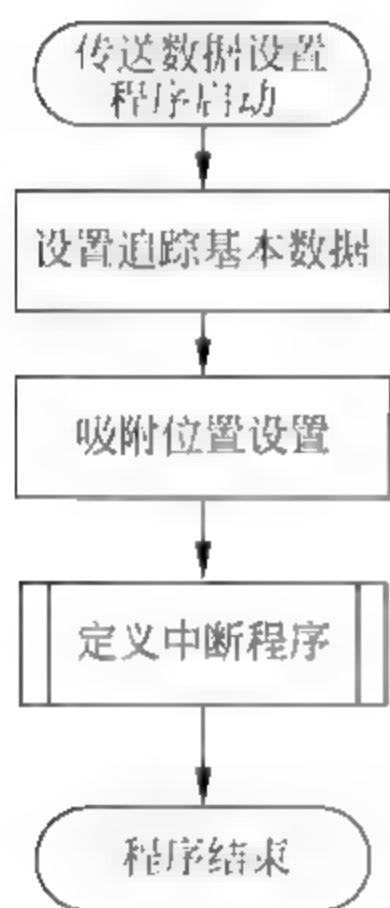 传送数据设置
程序启动
设置追踪基本数据
吸附位置设置
定义中断程序
程序结束